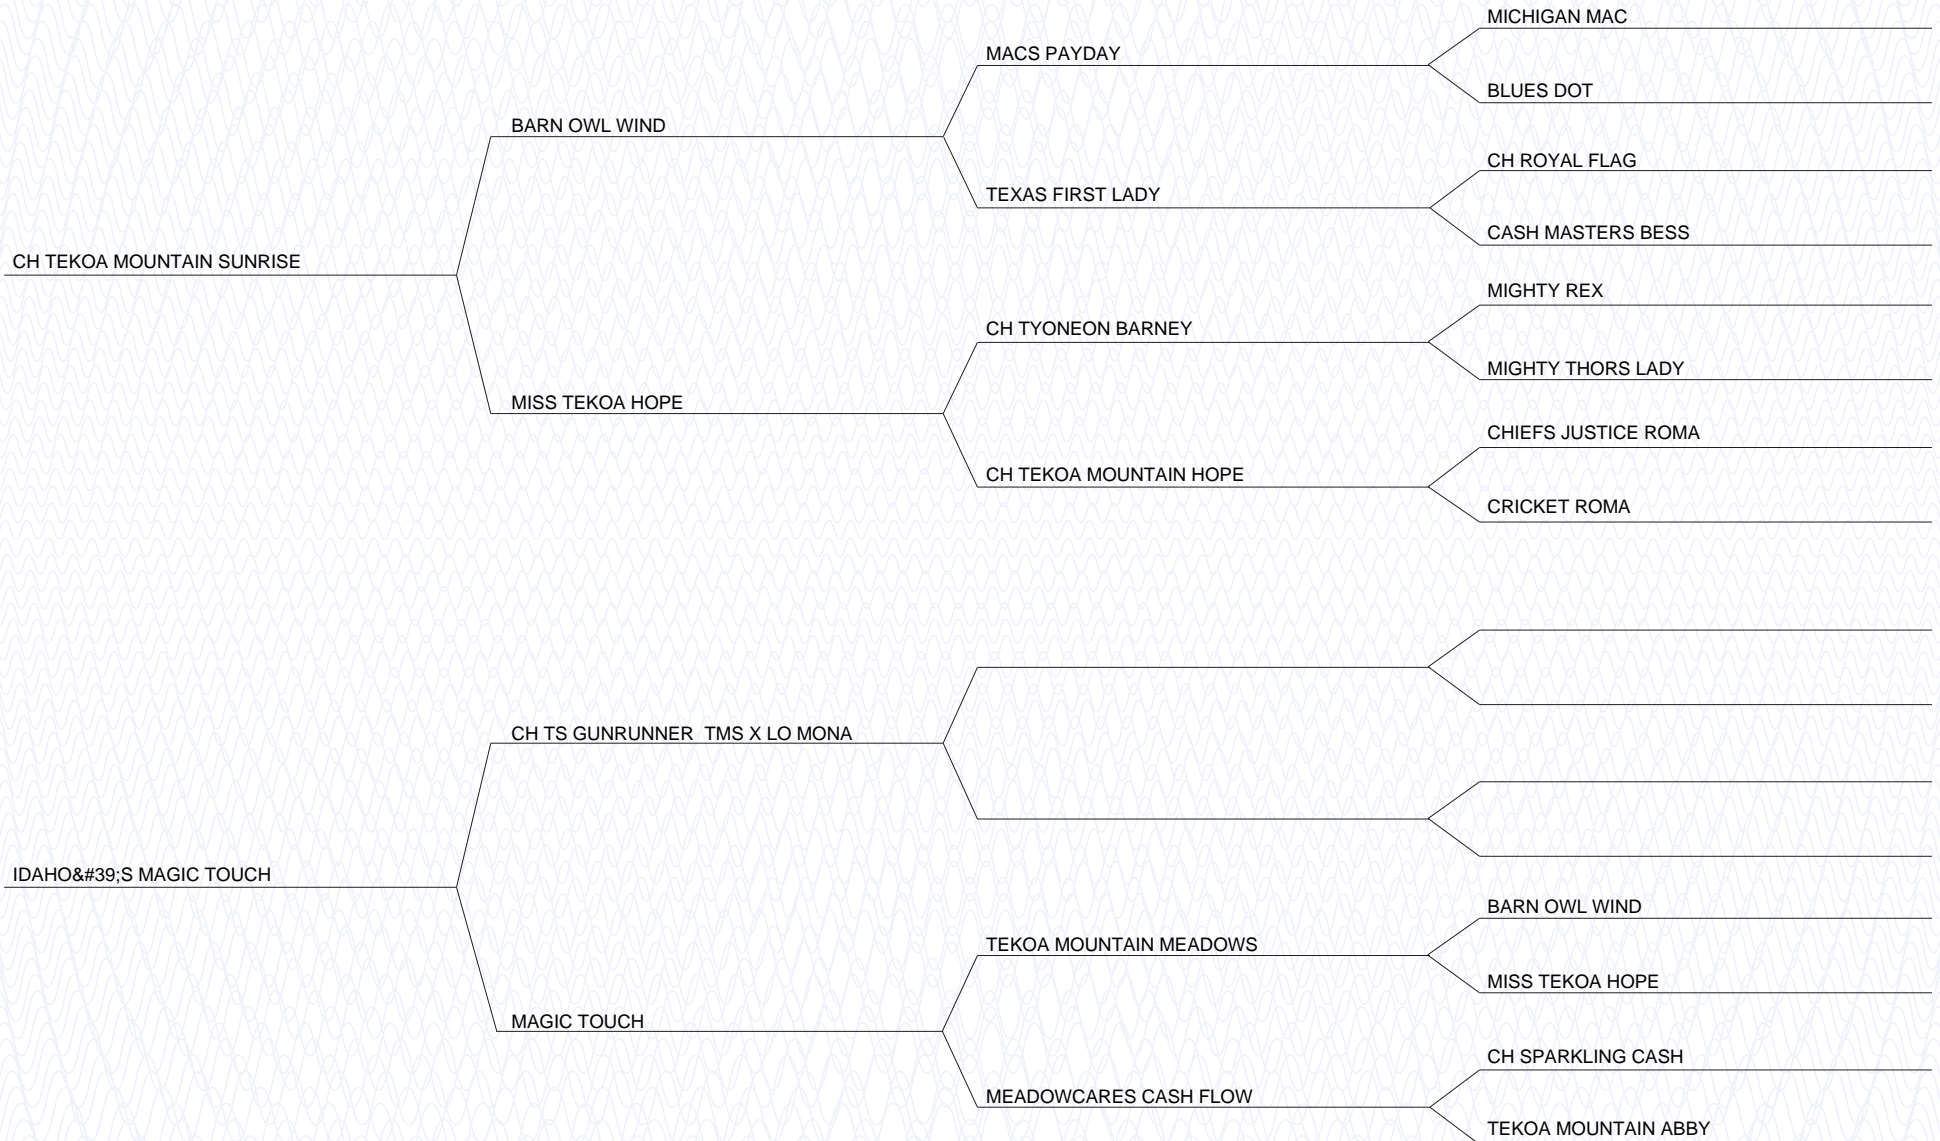 MICHIGAN MAC
MACS PAYDAY
BLUES DOT
BARN OWL WIND
CH ROYAL FLAG
TEXAS FIRST LADY
CASH MASTERS BESS
CH TEKOA MOUNTAIN SUNRISE
MIGHTY REX
CH TYONEON BARNEY
MIGHTY THORS LADY
MISS TEKOA HOPE
CHIEFS JUSTICE ROMA
CH TEKOA MOUNTAIN HOPE
CRICKET ROMA
CH TS GUNRUNNER  TMS X LO MONA
IDAHO&#39;S MAGIC TOUCH
BARN OWL WIND
TEKOA MOUNTAIN MEADOWS
MISS TEKOA HOPE
MAGIC TOUCH
CH SPARKLING CASH
MEADOWCARES CASH FLOW
TEKOA MOUNTAIN ABBY